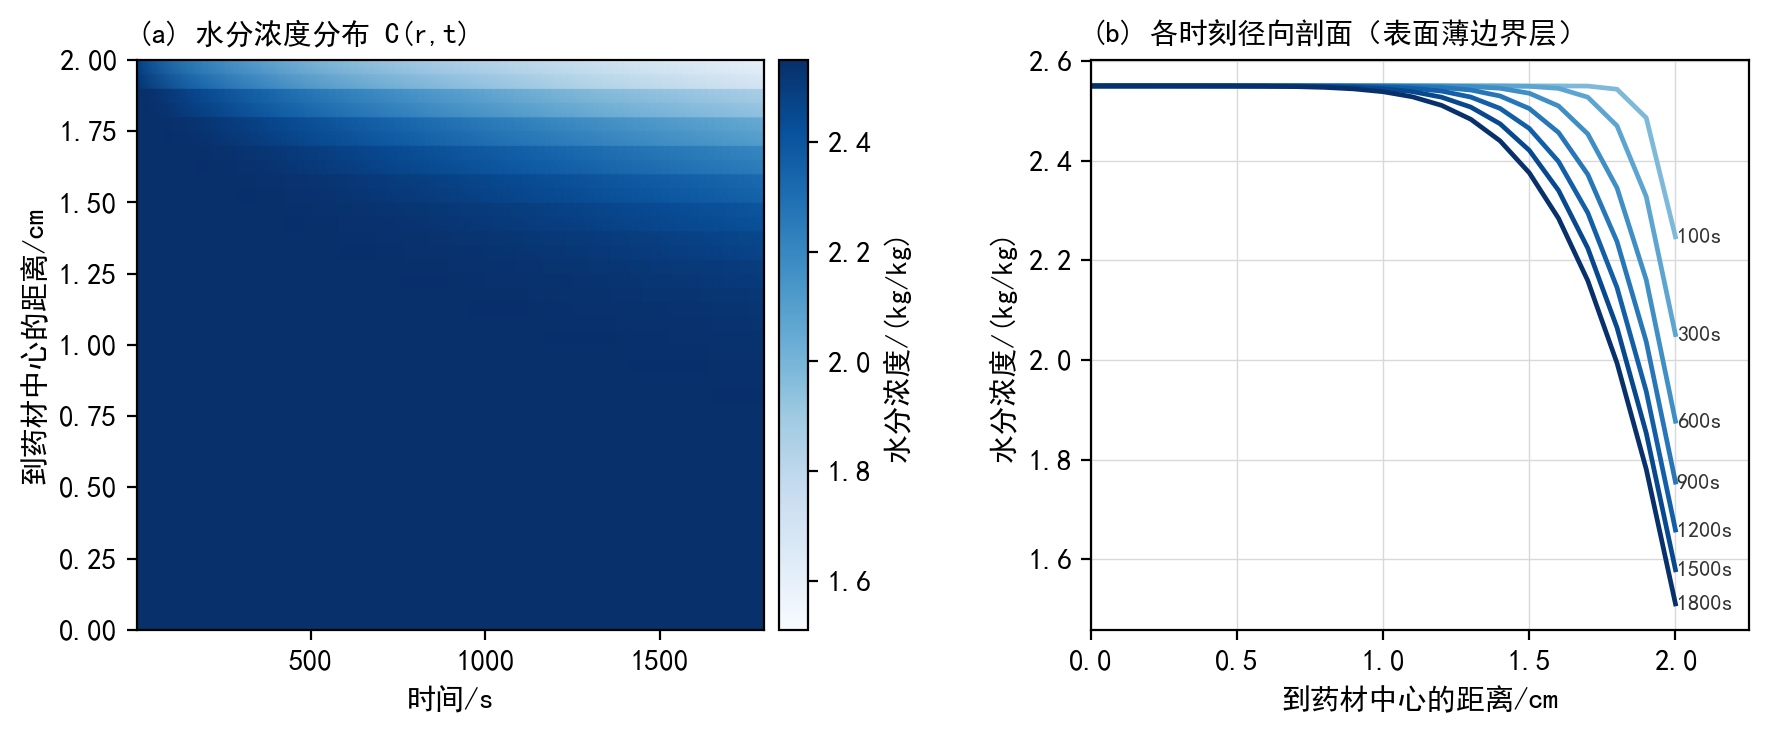 (a) 水分浓度分布 C(r,t)
2.00
1.75
1.50
1.25
1.00
0.75
0.50
0.25
0.00
到药材中心的距离/cm
500
1000
1500
时间/s
2.4
2.2
2.0
1.8
1.6
水分浓度/(kg/kg)
(b) 各时刻径向剖面（表面薄边界层）
2.6
2.4
2.2
2.0
1.8
1.6
水分浓度/(kg/kg)
100s
300s
600s
900s
1200s
1500s
1800s
0.0
0.5
1.0
1.5
2.0
到药材中心的距离/cm